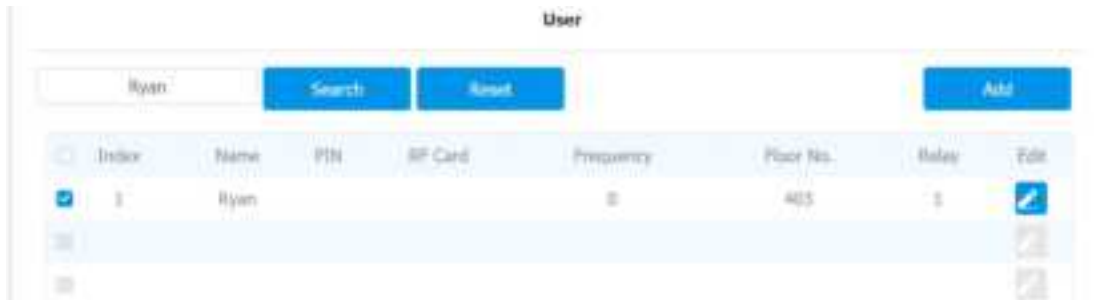 User
Ryan Search Reset Add
Index Name PIN RF Card Frequency Floor No. Relay Edit
1 Ryan 0 403 1